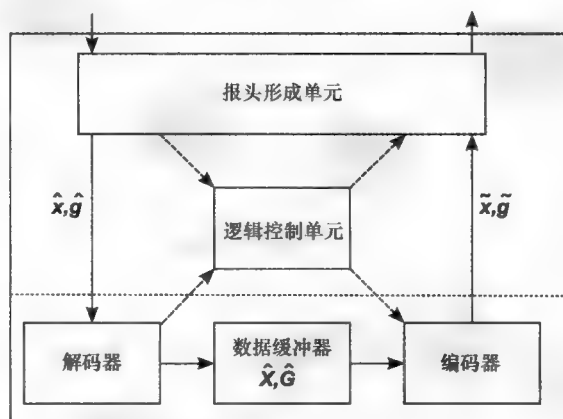 报头形成单元
x̂,ĝ
x̃,g̃
逻辑控制单元
解码器
数据缓冲器
X̂,Ĝ
编码器